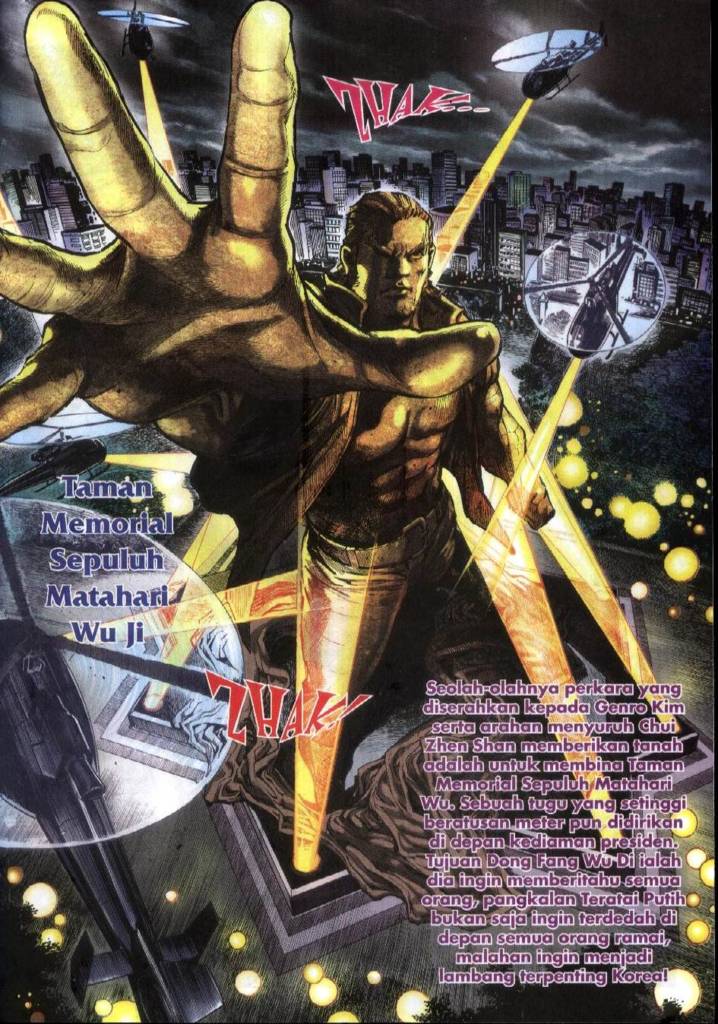 ZHAK...
Taman
Memorial
Sepuluh
Matahari
Wu Ji
ZHAK!
Seolah-olahnya perkara yang
diserahkan kepada Genro Kim
serta arahan menyuruh Chui
Zhen Shan memberikan tanah
adalah untuk membina Taman
Memorial Sepuluh Matahari
Wu. Sebuah tugu yang setinggi
beratusan meter pun didirikan
di depan kediaman presiden.
Tujuan Dong Fang Wu Di ialah
dia ingin memberitahu semua
orang, pangkalan Teratai Putih
bukan saja ingin terdedah di
depan semua orang ramai,
malahan ingin menjadi
lambang terpenting Korea!